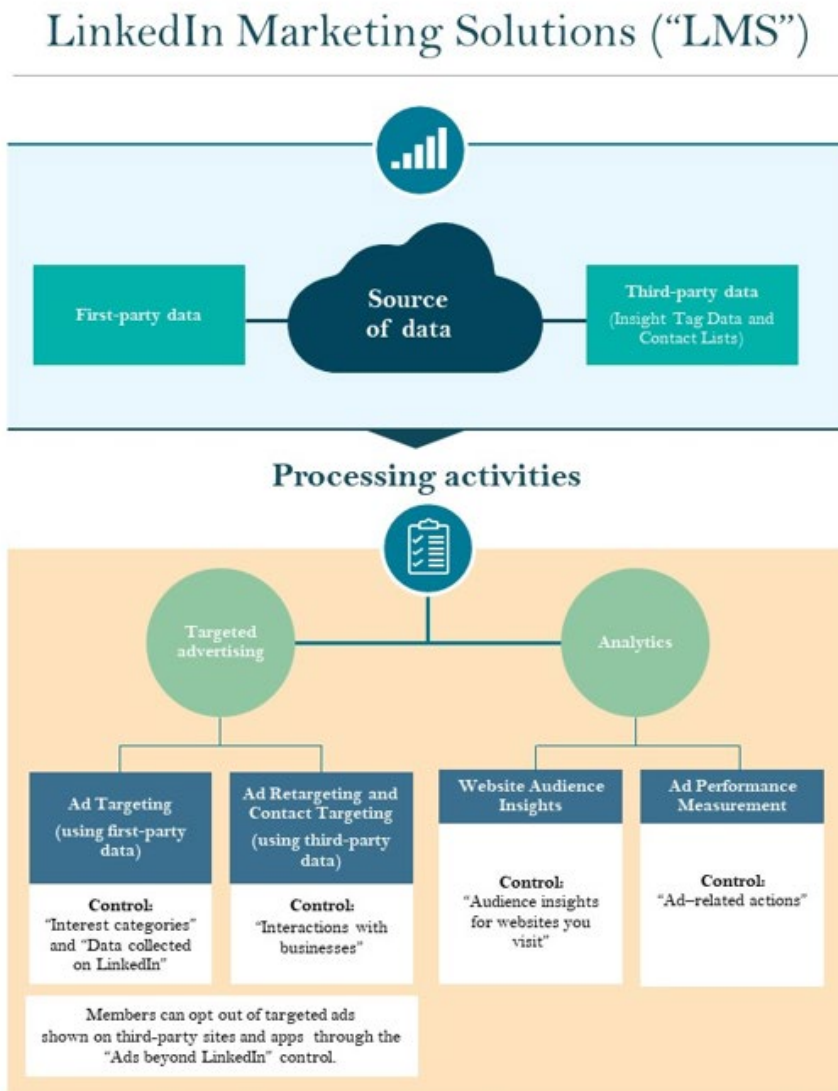 LinkedIn Marketing Solutions (“LMS”)
First-party data
Source
of data
Third-party data
(Insight Tag Data and
Contact Lists)
Processing activities
Targeted
advertising
Analytics
Ad Targeting
(using first-party
data)
Ad Retargeting and
Contact Targeting
(using third-party
data)
Website Audience
Insights
Ad Performance
Measurement
Control:
“Interest categories”
and “Data collected
on LinkedIn”
Control:
“Interactions with
businesses”
Control:
“Audience insights
for websites you
visit”
Control:
“Ad–related actions”
Members can opt out of targeted ads
shown on third-party sites and apps through the
“Ads beyond LinkedIn” control.